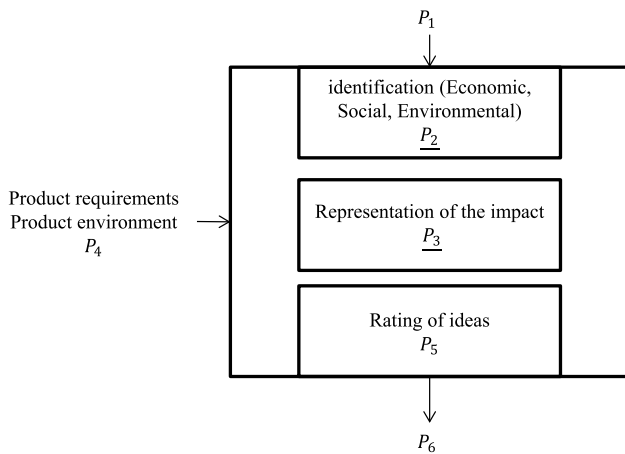 P₁
identification (Economic,
Social, Environmental)
P₂
Product requirements
Product environment
P₄
Representation of the impact
P₃
Rating of ideas
P₅
P₆